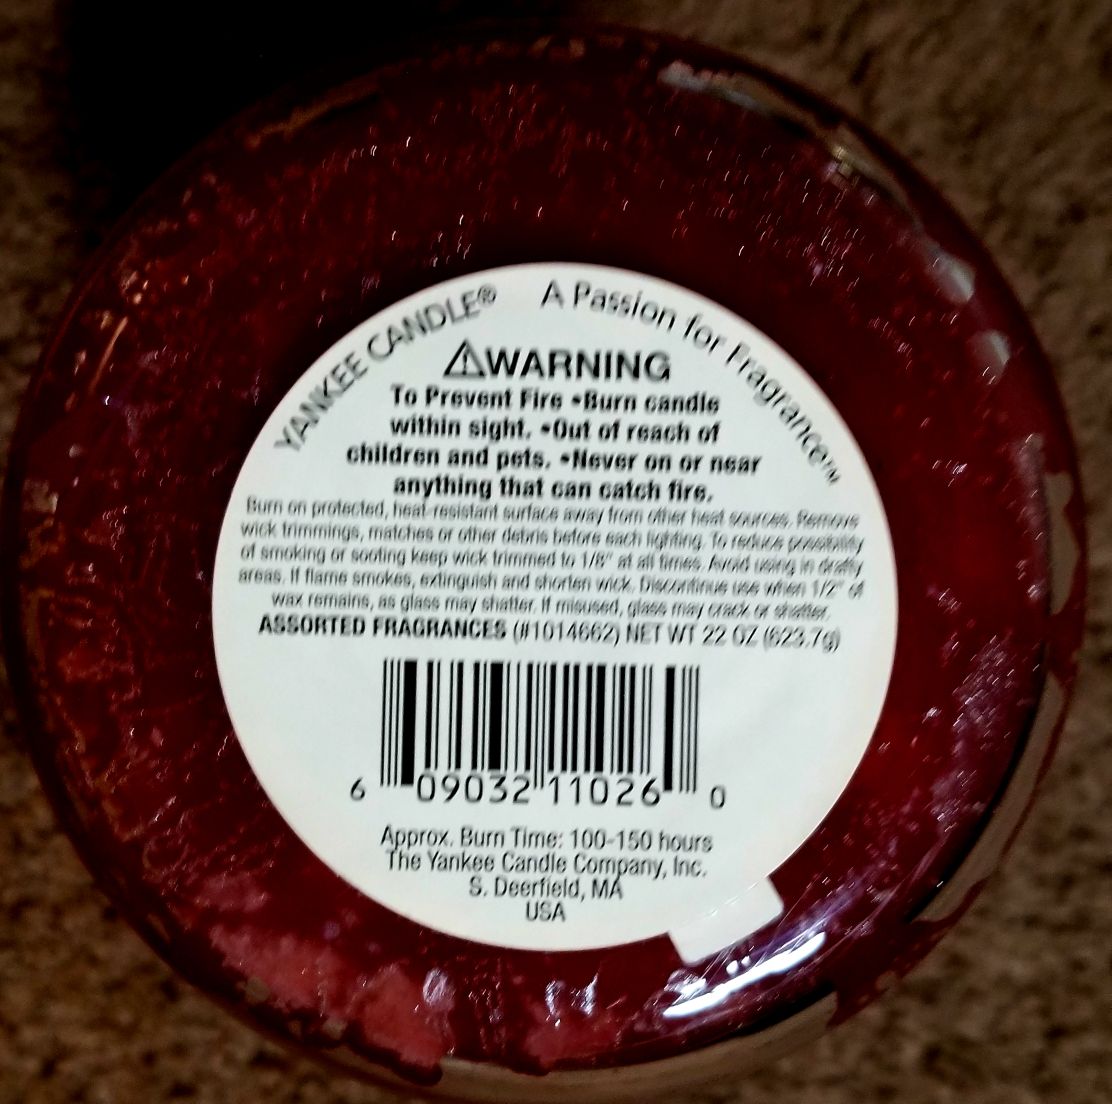 YANKEE CANDLE® A Passion for Fragrance™
⚠WARNING
To Prevent Fire •Burn candle
within sight. •Out of reach of
children and pets. •Never on or near
anything that can catch fire.
Burn on protected, heat-resistant surface away from other heat sources. Remove
wick trimmings, matches or other debris before each lighting. To reduce possibility
of smoking or sooting keep wick trimmed to 1/8" at all times. Avoid using in drafty
areas. If flame smokes, extinguish and shorten wick. Discontinue use when 1/2" of
wax remains, as glass may shatter. If misused, glass may crack or shatter.
ASSORTED FRAGRANCES (#1014662) NET WT 22 OZ (623.7g)
6 09032 11026 0
Approx. Burn Time: 100-150 hours
The Yankee Candle Company, Inc.
S. Deerfield, MA
USA